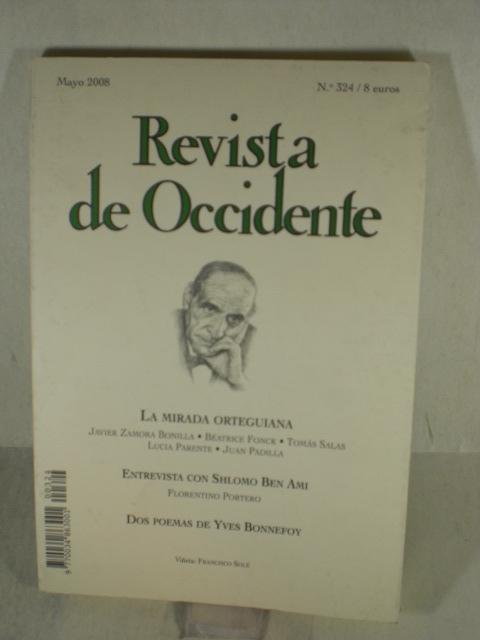 Mayo 2008
N.º 324 / 8 euros
Revista
de Occidente
LA MIRADA ORTEGUIANA
JAVIER ZAMORA BONILLA • BÉATRICE FONCK • TOMÁS SALAS
LUCIA PARENTE • JUAN PADILLA
ENTREVISTA CON SHLOMO BEN AMI
FLORENTINO PORTERO
DOS POEMAS DE YVES BONNEFOY
Viñeta: FRANCISCO SOLÉ
00324